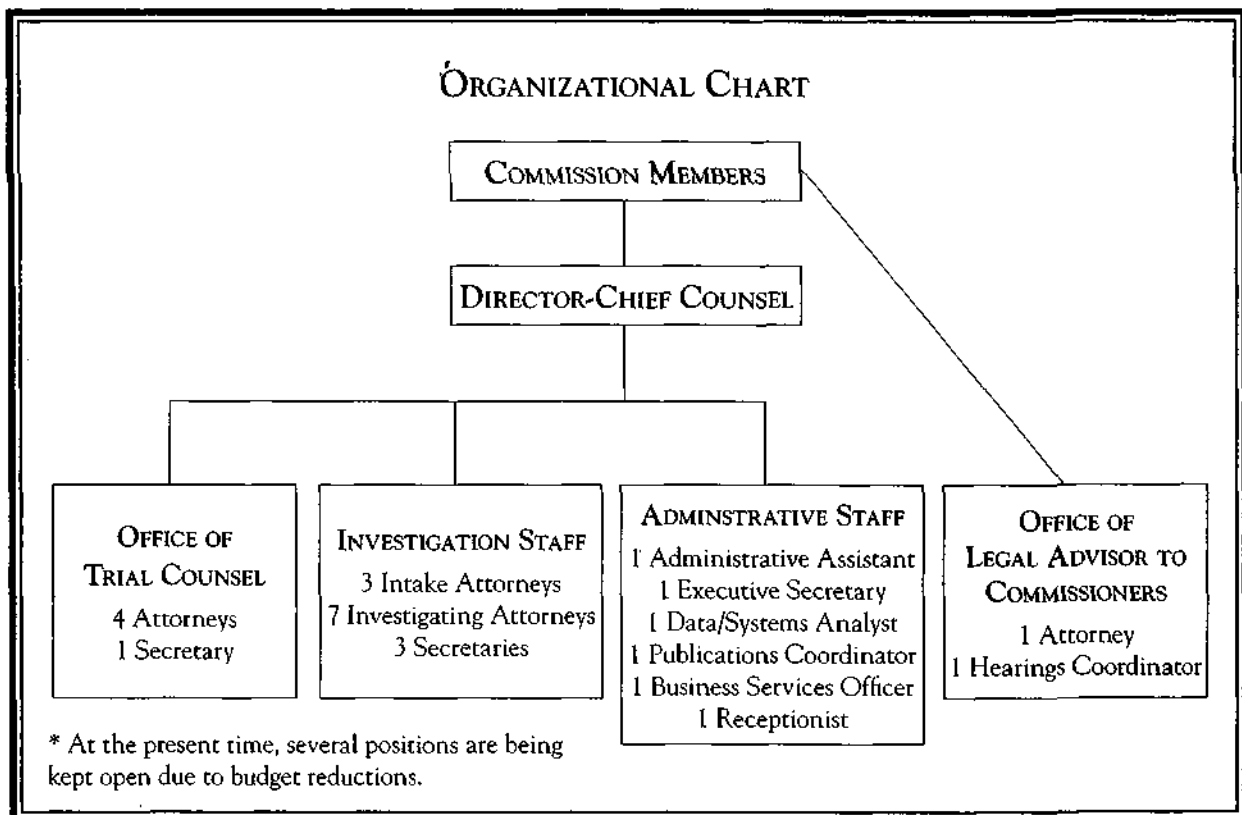 ORGANIZATIONAL CHART
COMMISSION MEMBERS
DIRECTOR-CHIEF COUNSEL
OFFICE OF
TRIAL COUNSEL
4 Attorneys
1 Secretary
INVESTIGATION STAFF
3 Intake Attorneys
7 Investigating Attorneys
3 Secretaries
ADMINSTRATIVE STAFF
1 Administrative Assistant
1 Executive Secretary
1 Data/Systems Analyst
1 Publications Coordinator
1 Business Services Officer
1 Receptionist
OFFICE OF
LEGAL ADVISOR TO
COMMISSIONERS
1 Attorney
1 Hearings Coordinator
* At the present time, several positions are being
kept open due to budget reductions.